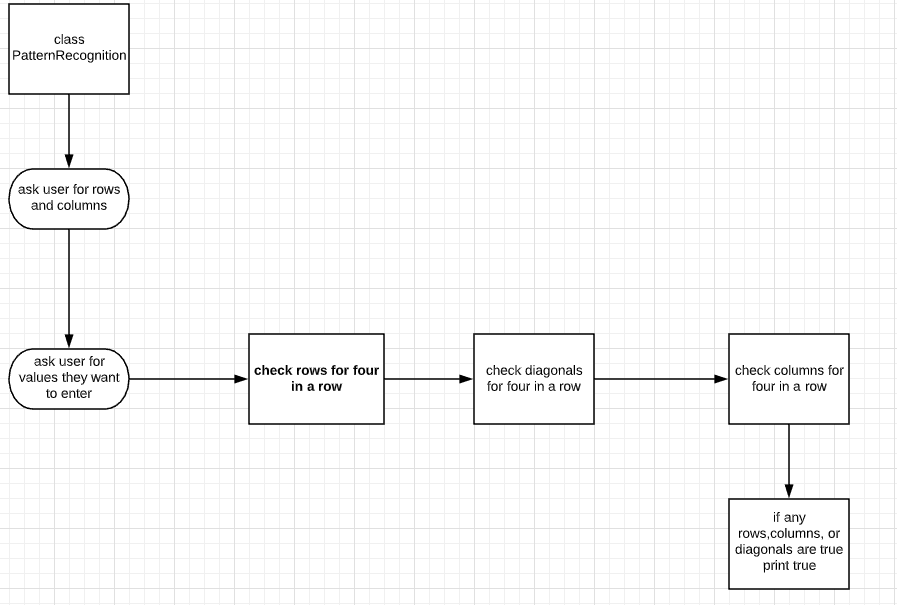 class
PatternRecognition
ask user for rows
and columns
ask user for
values they want
to enter
check rows for four
in a row
check diagonals
for four in a row
check columns for
four in a row
if any
rows,columns, or
diagonals are true
print true